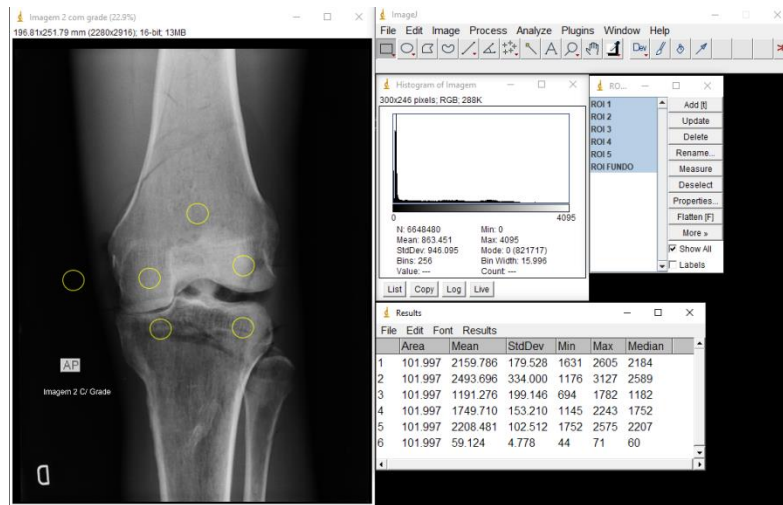 Imagem 2 com grade (22.9%)
196.81x251.79 mm (2280x2916); 16-bit; 13MB
AP
Imagem 2 C/ Grade
D
ImageJ
File Edit Image Process Analyze Plugins Window Help
Dev
Histogram of Imagem
300x246 pixels; RGB; 288K
0 4095
N: 6648480 Min: 0
Mean: 863.451 Max: 4095
StdDev: 946.095 Mode: 0 (821717)
Bins: 256 Bin Width: 15.996
Value: --- Count: ---
List Copy Log Live
RO...
ROI 1
ROI 2
ROI 3
ROI 4
ROI 5
ROI FUNDO
Add [t]
Update
Delete
Rename...
Measure
Deselect
Properties...
Flatten [F]
More »
Show All
Labels
Results
File Edit Font Results
Area Mean StdDev Min Max Median
1 101.997 2159.786 179.528 1631 2605 2184
2 101.997 2493.696 334.000 1176 3127 2589
3 101.997 1191.276 199.146 694 1782 1182
4 101.997 1749.710 153.210 1145 2243 1752
5 101.997 2208.481 102.512 1752 2575 2207
6 101.997 59.124 4.778 44 71 60